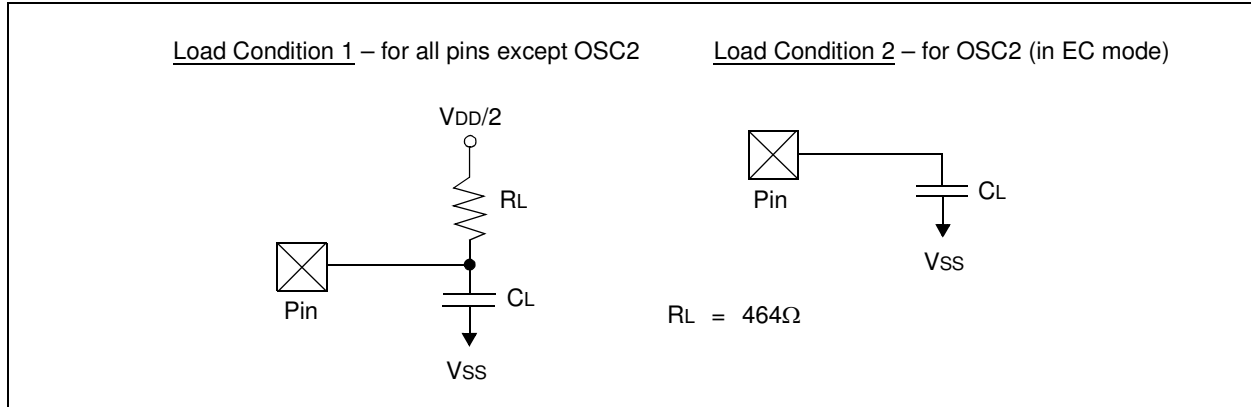 Load Condition 1 – for all pins except OSC2
VDD/2
RL
Pin
CL
VSS
Load Condition 2 – for OSC2 (in EC mode)
Pin
CL
VSS
RL = 464Ω